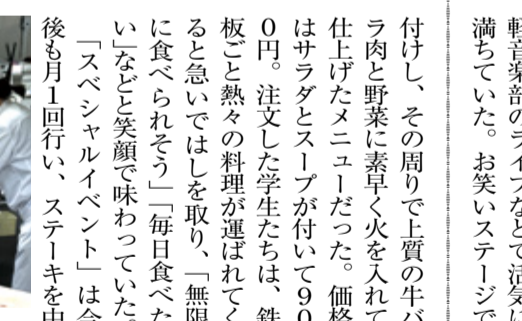 軽音楽部のライブなどで活気に
満ちていた。お笑いステージで
付けし、その周りで上質の牛バ
ラ肉と野菜に素早く火を入れて
仕上げたメニューだった。価格
はサラダとスープが付いて90
0円。注文した学生たちは、鉄
板ごと熱々の料理が運ばれてく
ると急いではしを取り、「無限
に食べられそう」「毎日食べた
い」などと笑顔で味わっていた。
「スペシャルイベント」は今
後も月1回行い、ステーキを中